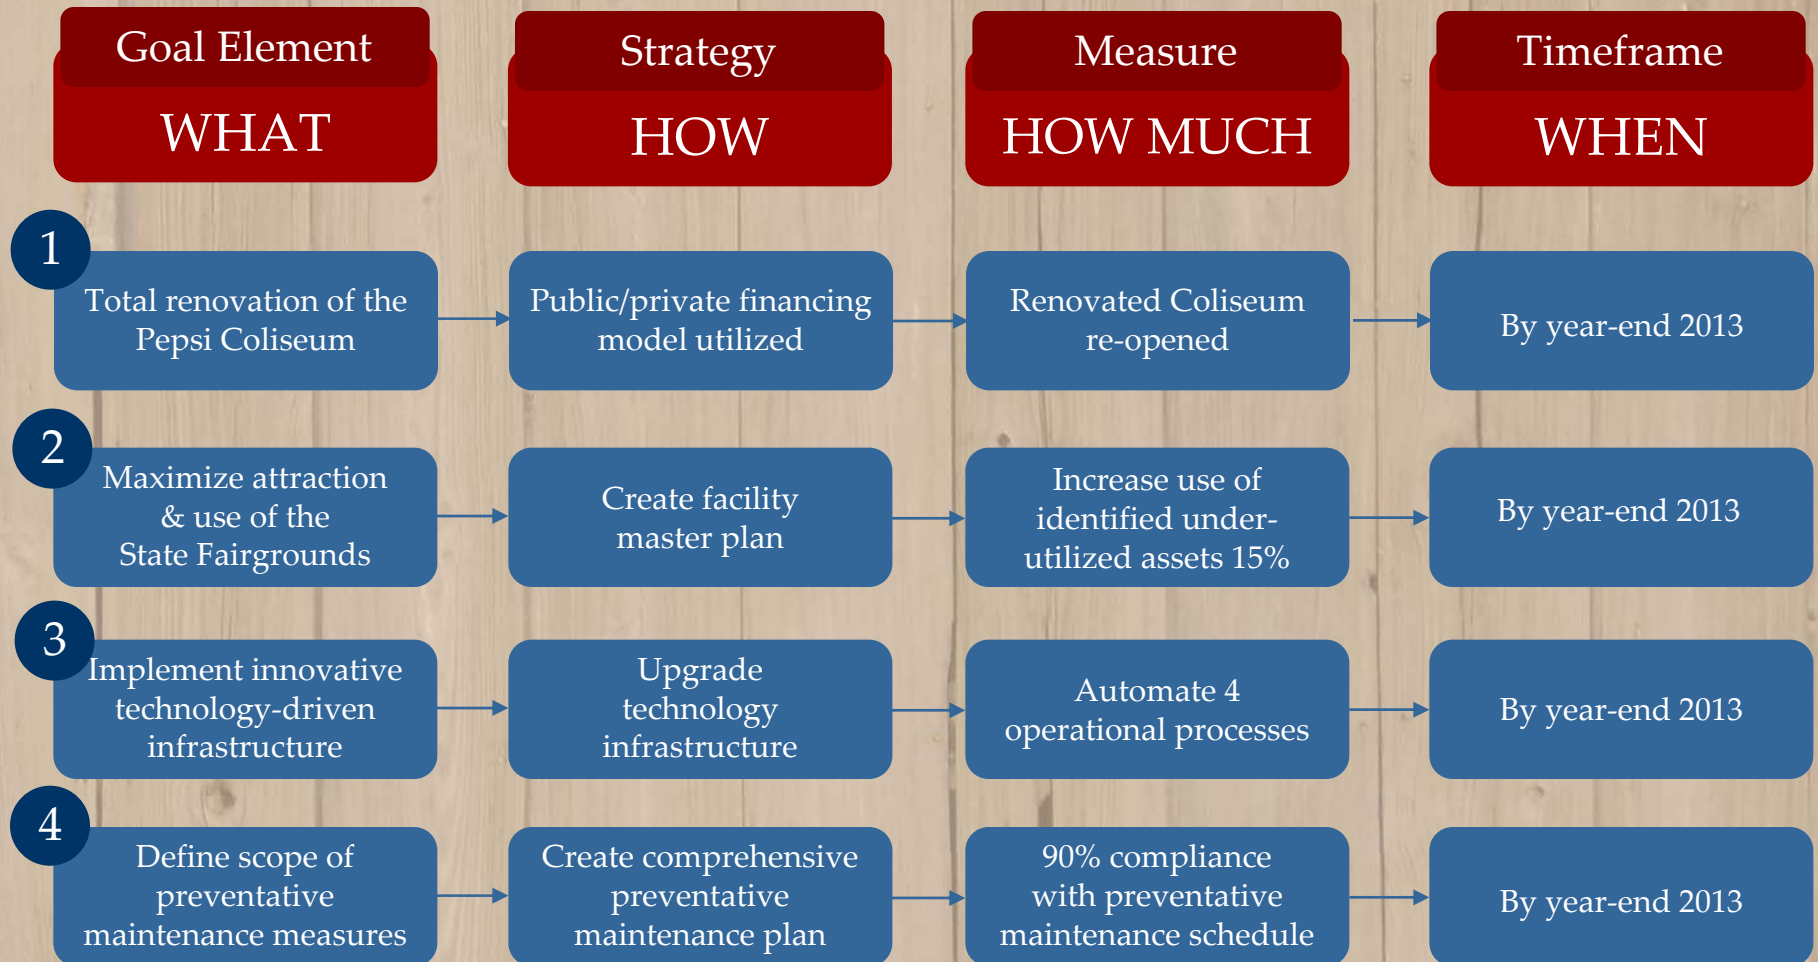 Goal Element
WHAT
Strategy
HOW
Measure
HOW MUCH
Timeframe
WHEN
1
Total renovation of the
Pepsi Coliseum
Public/private financing
model utilized
Renovated Coliseum
re-opened
By year-end 2013
2
Maximize attraction
& use of the
State Fairgrounds
Create facility
master plan
Increase use of
identified under-
utilized assets 15%
By year-end 2013
3
Implement innovative
technology-driven
infrastructure
Upgrade
technology
infrastructure
Automate 4
operational processes
By year-end 2013
4
Define scope of
preventative
maintenance measures
Create comprehensive
preventative
maintenance plan
90% compliance
with preventative
maintenance schedule
By year-end 2013